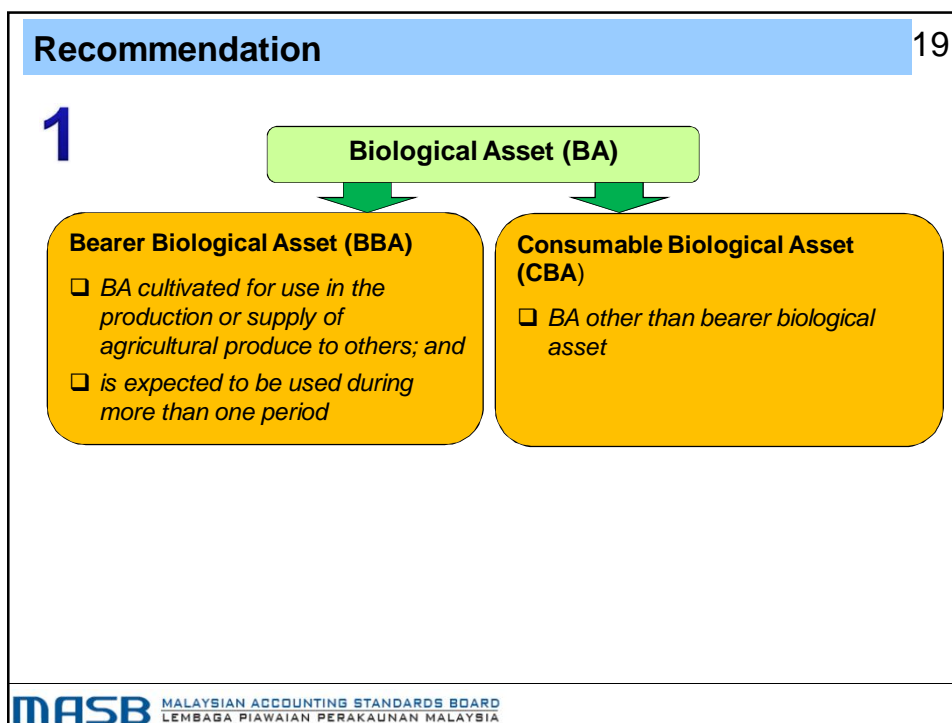 Recommendation
19
1
Biological Asset (BA)
Bearer Biological Asset (BBA)
BA cultivated for use in the
production or supply of
agricultural produce to others; and
is expected to be used during
more than one period
Consumable Biological Asset
(CBA)
BA other than bearer biological
asset
MASB
MALAYSIAN ACCOUNTING STANDARDS BOARD
LEMBAGA PIAWAIAN PERAKAUNAN MALAYSIA